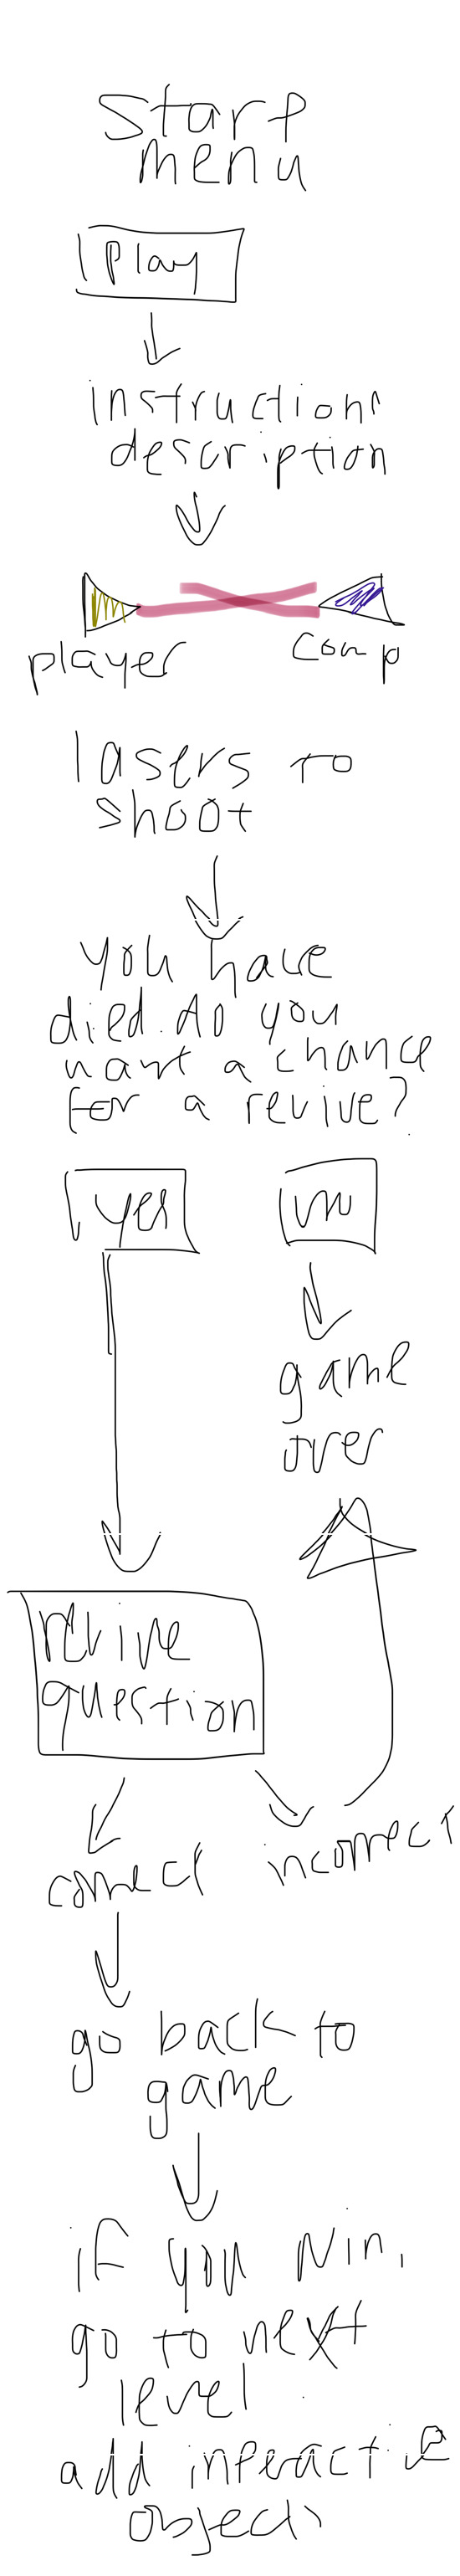 start
menu
play
instructions
description
player
comp
lasers to
shoot
you have
died. do you
want a chance
for a revive?
yes
no
game
over
revive
question
correct
incorrect
go back to
game
if you win,
go to next
level
add interactive
objects